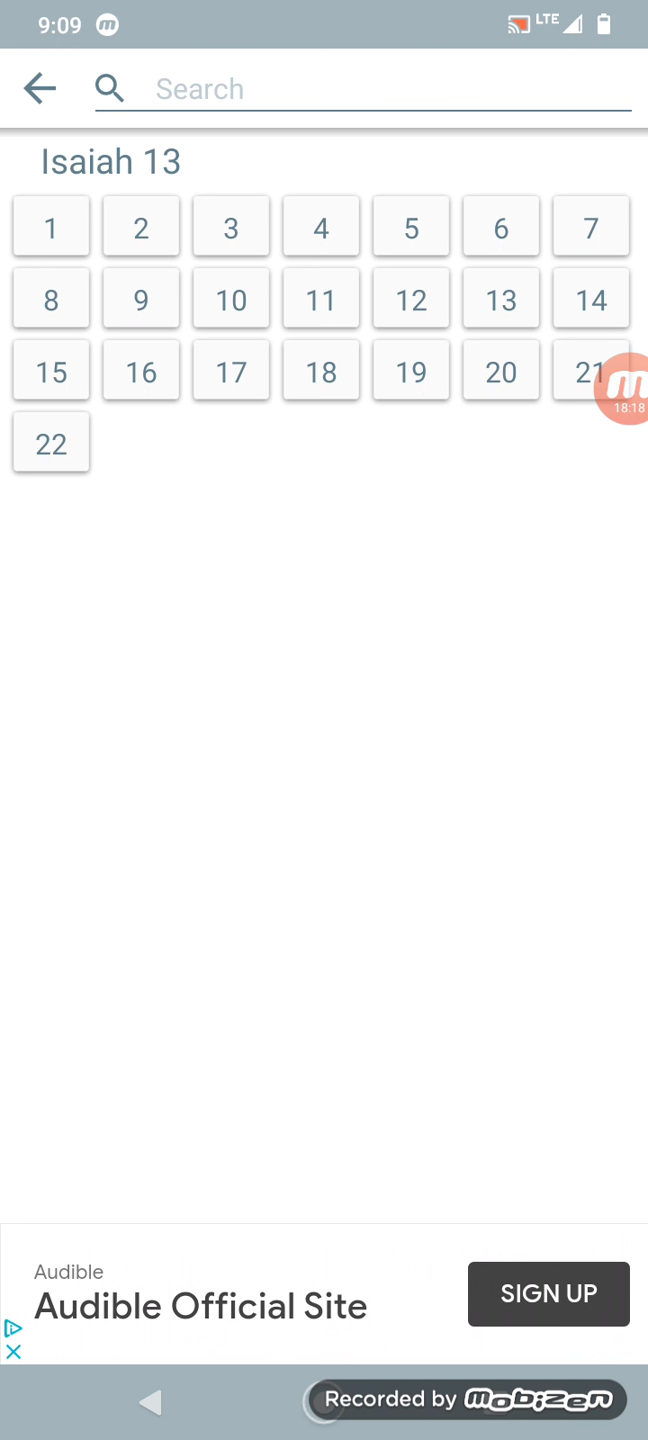 9:09 m LTE
Search
Isaiah 13
1 2 3 4 5 6 7
8 9 10 11 12 13 14
15 16 17 18 19 20 21
m
18:18
22
Audible
Audible Official Site
SIGN UP
Recorded by mobizen